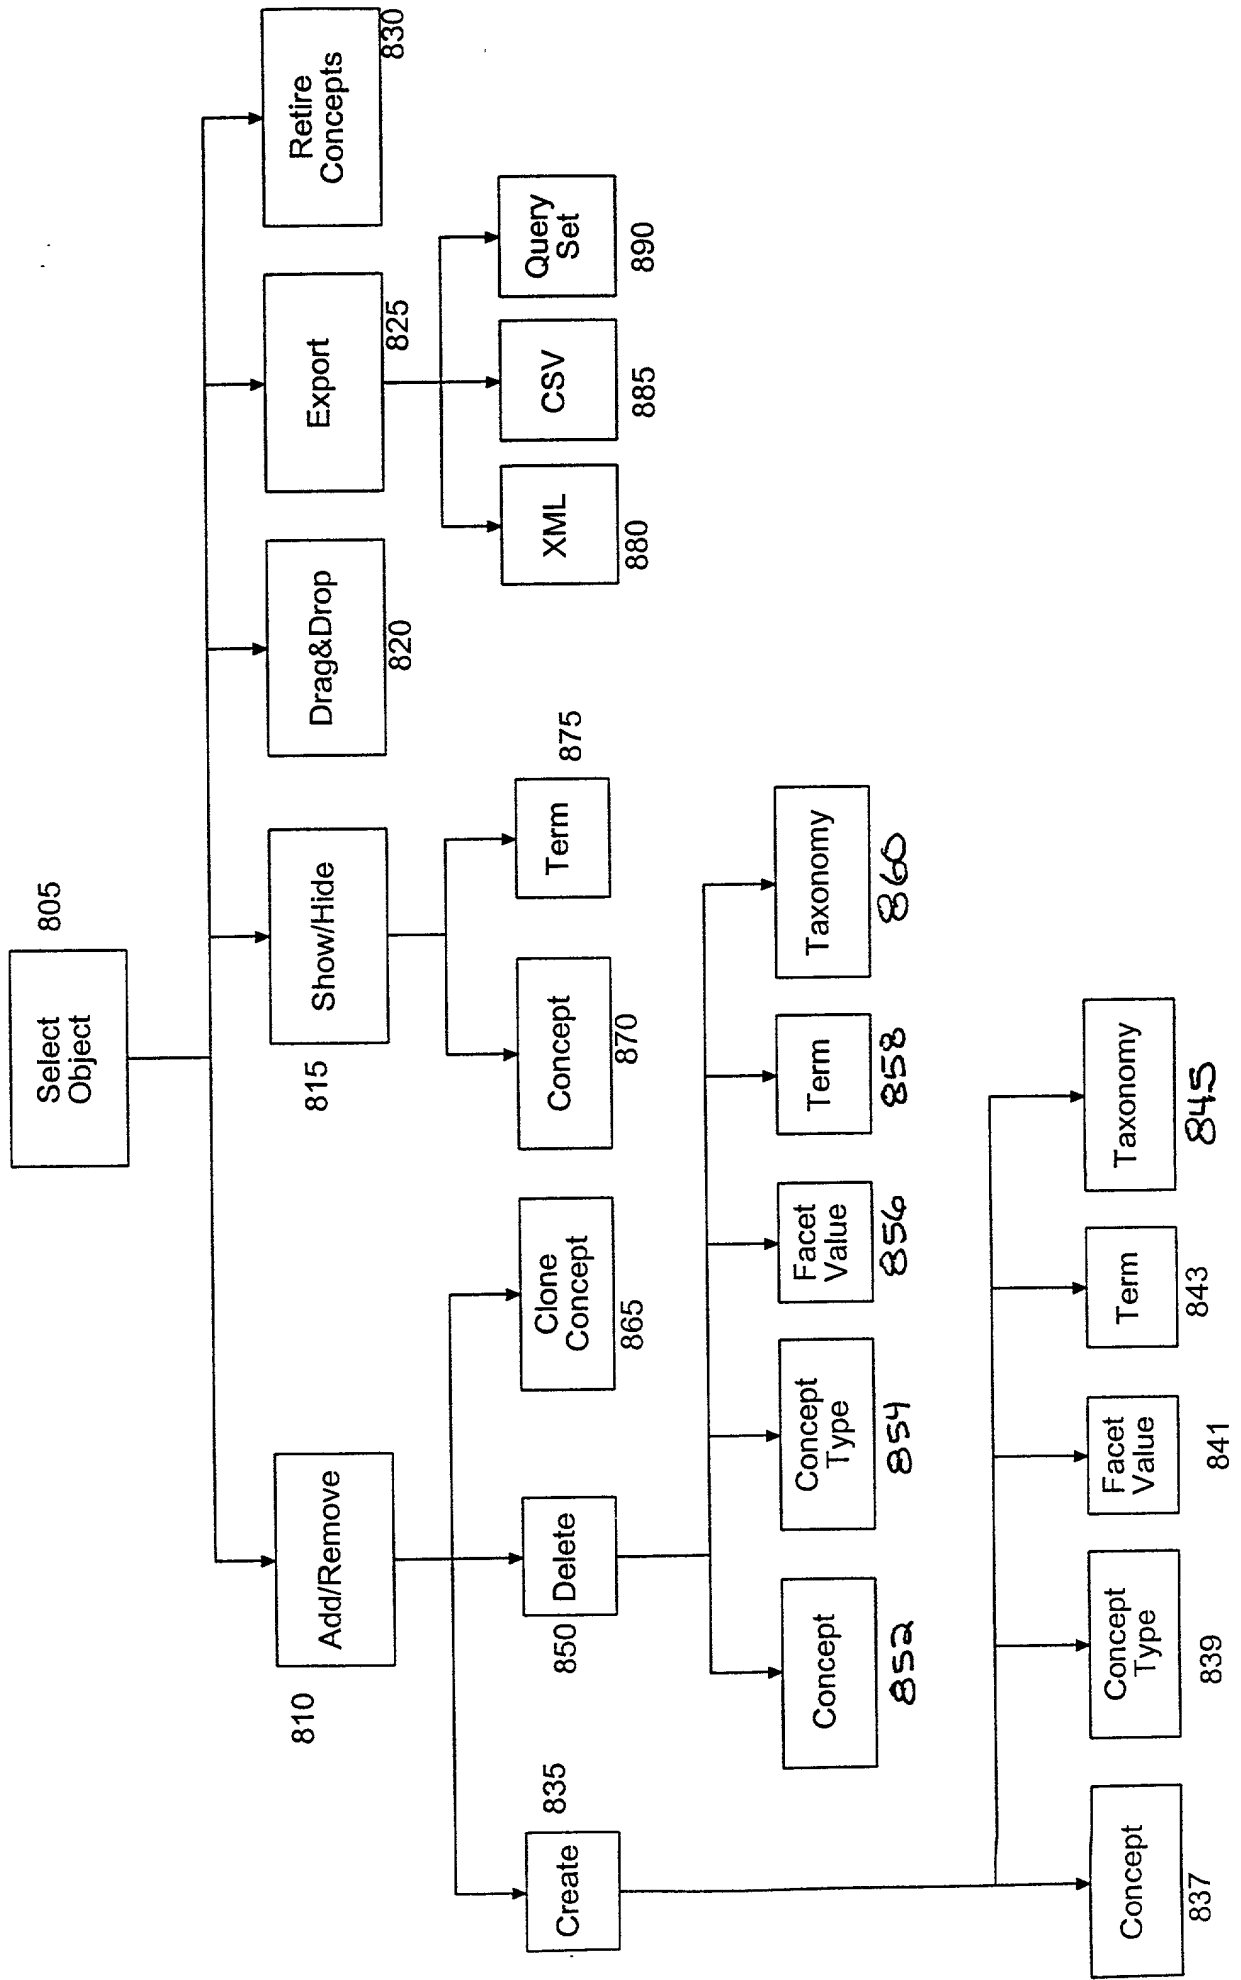 Select
Object
805
Add/Remove
810
Show/Hide
815
Drag&Drop
820
Export
825
Retire
Concepts
830
Create
835
850
Delete
Clone
Concept
865
Concept
870
Term
875
XML
880
CSV
885
Query
Set
890
Concept
852
Concept
Type
854
Facet
Value
856
Term
858
Taxonomy
860
Concept
837
Concept
Type
839
Facet
Value
841
Term
843
Taxonomy
845